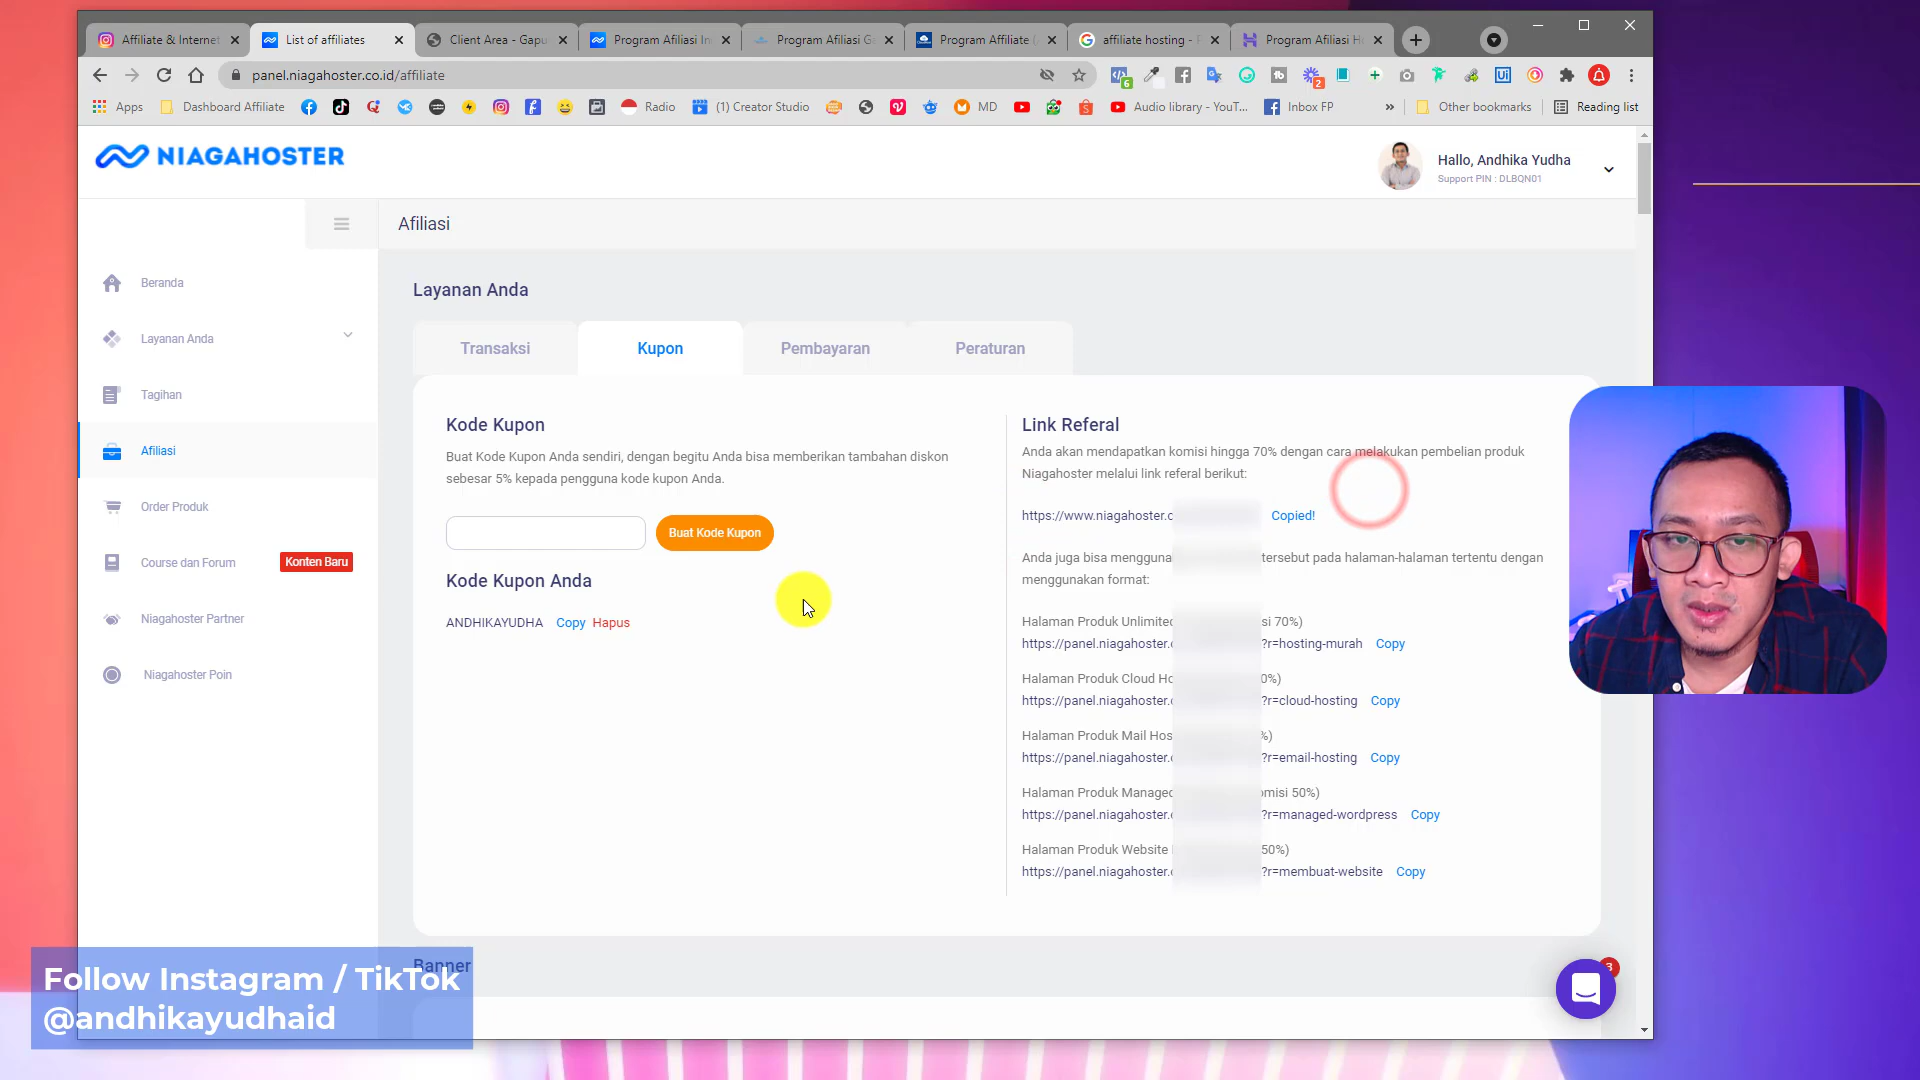 Affiliate & Internet
List of affiliates
Client Area - Gapu
Program Afiliasi In
Program Afiliasi G
Program Affiliate (
affiliate hosting - P
Program Afiliasi H
panel.niagahoster.co.id/affiliate
6
2
Apps
Dashboard Affiliate
Radio
(1) Creator Studio
MD
Audio library - YouT...
Inbox FP
»
Other bookmarks
Reading list
NIAGAHOSTER
Hallo, Andhika Yudha
Support PIN : DLBQN01
Afiliasi
Beranda
Layanan Anda
Tagihan
Afiliasi
Order Produk
Course dan Forum
Konten Baru
Niagahoster Partner
Niagahoster Poin
Layanan Anda
Transaksi
Kupon
Pembayaran
Peraturan
Kode Kupon
Buat Kode Kupon Anda sendiri, dengan begitu Anda bisa memberikan tambahan diskon
sebesar 5% kepada pengguna kode kupon Anda.
Buat Kode Kupon
Kode Kupon Anda
ANDHIKAYUDHA Copy Hapus
Link Referal
Anda akan mendapatkan komisi hingga 70% dengan cara melakukan pembelian produk
Niagahoster melalui link referal berikut:
https://www.niagahoster.c Copied!
Anda juga bisa mengguna tersebut pada halaman-halaman tertentu dengan
menggunakan format:
Halaman Produk Unlimited si 70%)
https://panel.niagahoster. ?r=hosting-murah Copy
Halaman Produk Cloud Ho 0%)
https://panel.niagahoster. ?r=cloud-hosting Copy
Halaman Produk Mail Hos %)
https://panel.niagahoster. ?r=email-hosting Copy
Halaman Produk Managed omisi 50%)
https://panel.niagahoster. ?r=managed-wordpress Copy
Halaman Produk Website 50%)
https://panel.niagahoster. ?r=membuat-website Copy
Banner
3
Follow Instagram / TikTok
@andhikayudhaid